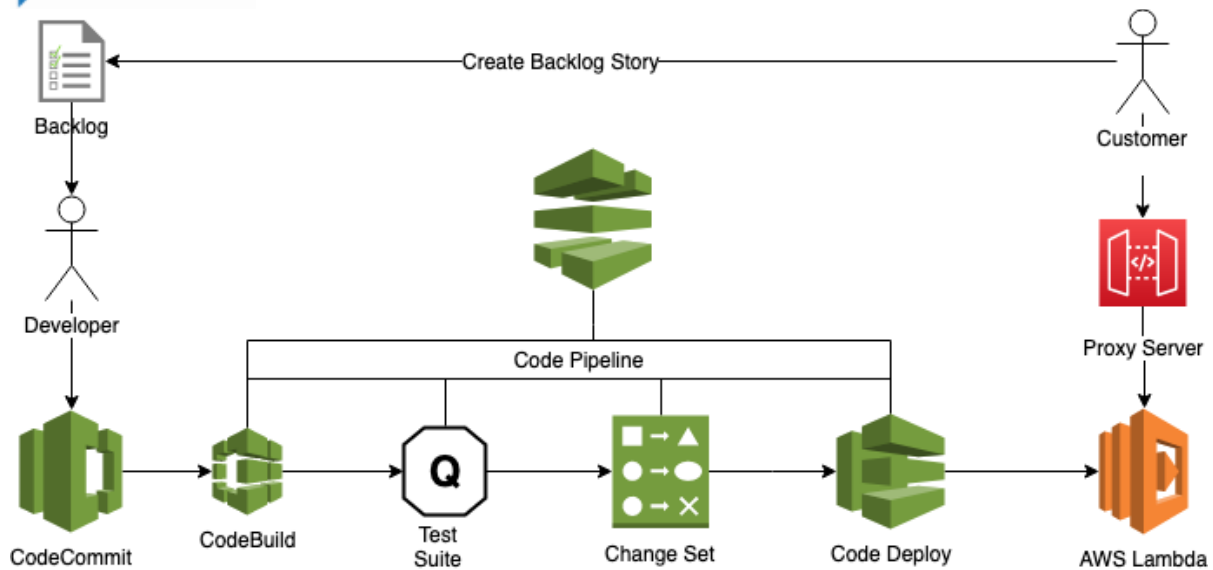 Create Backlog Story
Backlog
Customer
</>
Developer
Proxy Server
Code Pipeline
Q
CodeCommit
CodeBuild
Test
Suite
Change Set
Code Deploy
AWS Lambda